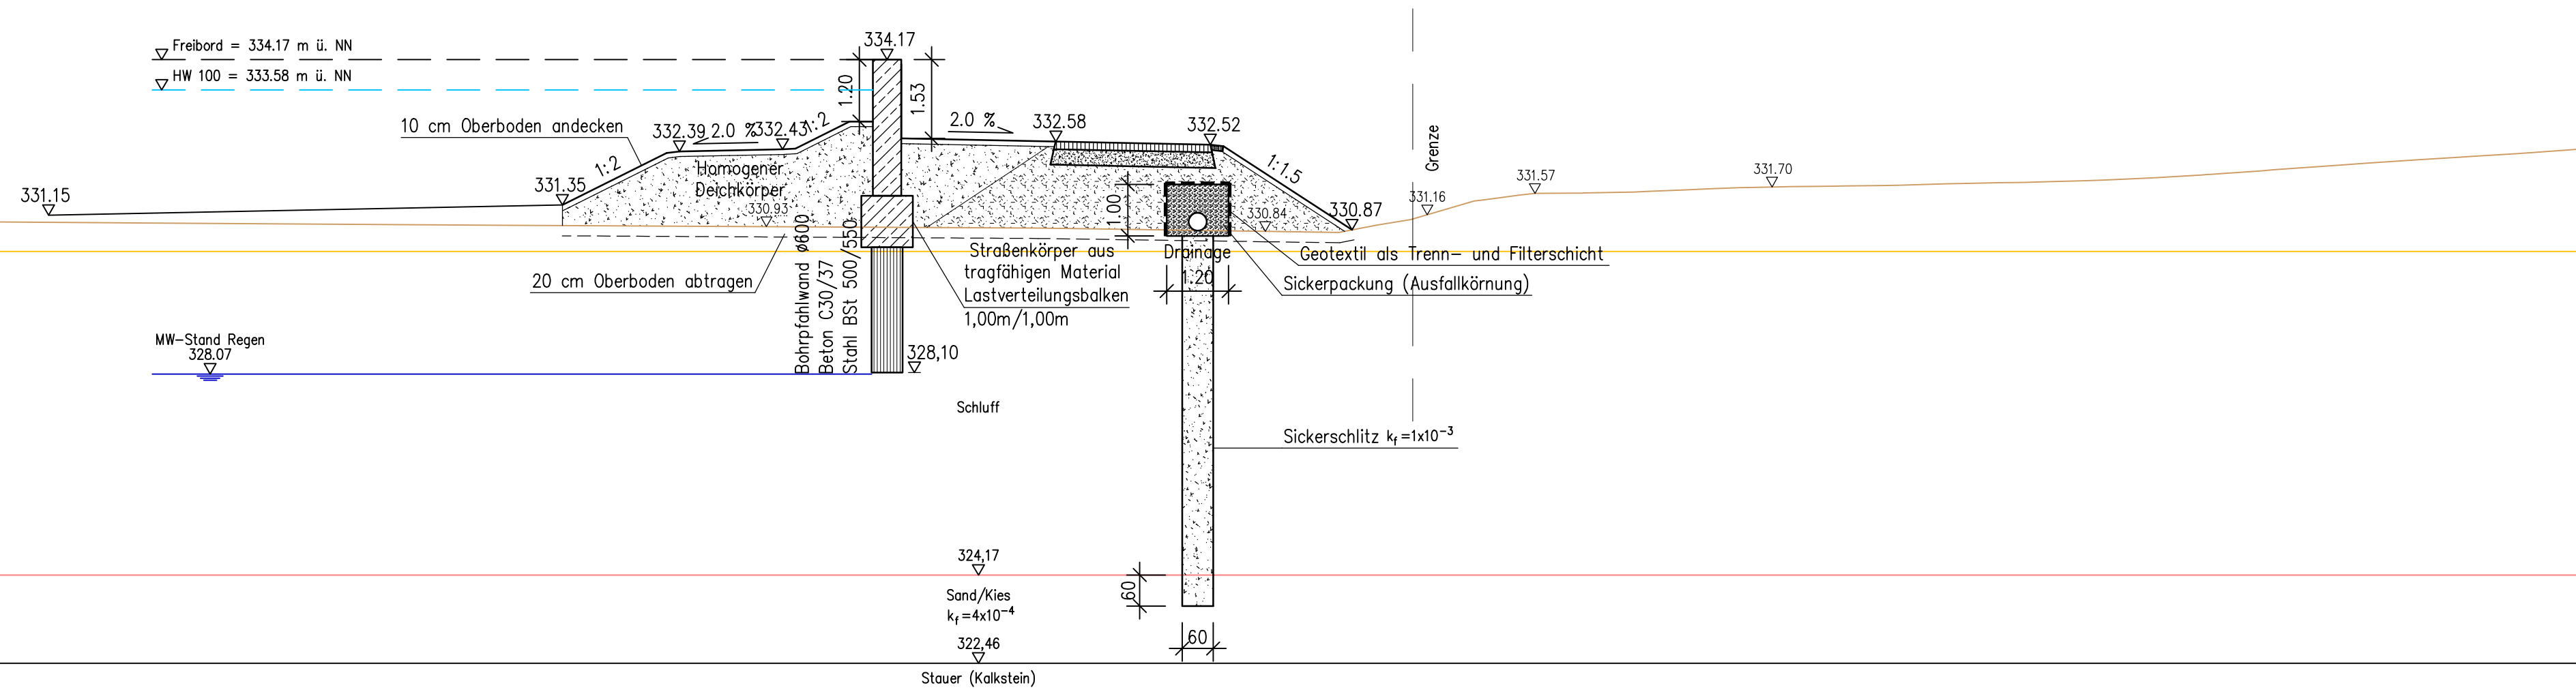 Freibord = 334.17 m ü. NN
HW 100 = 333.58 m ü. NN
334.17
1.20
1.53
10 cm Oberboden andecken
332.39
2.0 %
332.43
1:2
2.0 %
332.58
332.52
1:2
1:1.5
Grenze
Homogener
Deichkörper
331.15
331.35
330.93
1.00
330.84
330.87
331.16
331.57
331.70
20 cm Oberboden abtragen
Bohrpfahlwand ø600
Beton C30/37
Stahl BSt 500/550
Straßenkörper aus
tragfähigen Material
Lastverteilungsbalken
1,00m/1,00m
Drainage
1.20
Geotextil als Trenn- und Filterschicht
Sickerpackung (Ausfallkörnung)
MW-Stand Regen
328.07
328,10
Schluff
Sickerschlitz kf=1x10⁻³
324,17
60
Sand/Kies
kf=4x10⁻⁴
322,46
60
Stauer (Kalkstein)